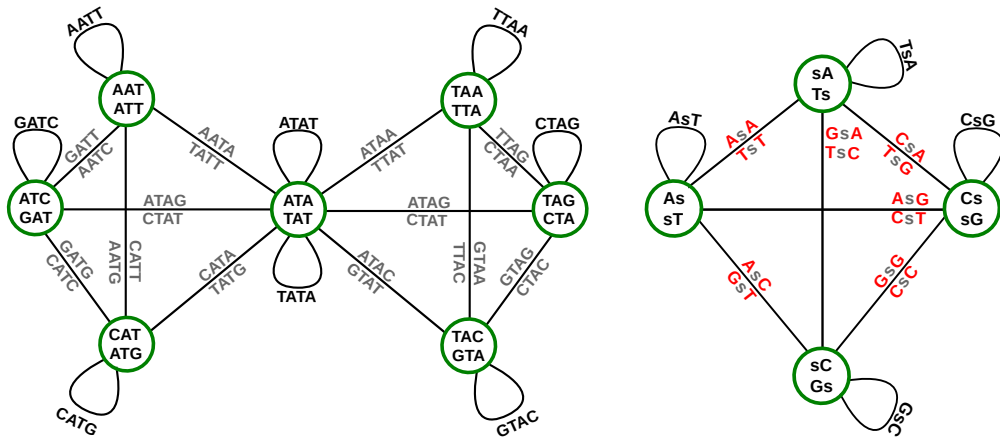 AATT
AAT
ATT
GATC
GATT
AATC
ATC
GAT
AATA
TATT
ATAG
CTAT
CATT
AATG
GATG
CATC
CATA
TATG
CAT
ATG
CATG
ATAT
ATA
TAT
TATA
TTAA
TAA
TTA
ATAA
TTAT
TTAG
CTAA
CTAG
TAG
CTA
ATAG
CTAT
ATAC
GTAT
GTAA
TTAC
GTAG
CTAC
TAC
GTA
GTAC
TsA
sA
Ts
AsT
AsA
TsT
GsA
TsC
CsA
TsG
CsG
As
sT
AsG
CsT
Cs
sG
AsC
GsT
GsG
CsC
sC
Gs
GsC